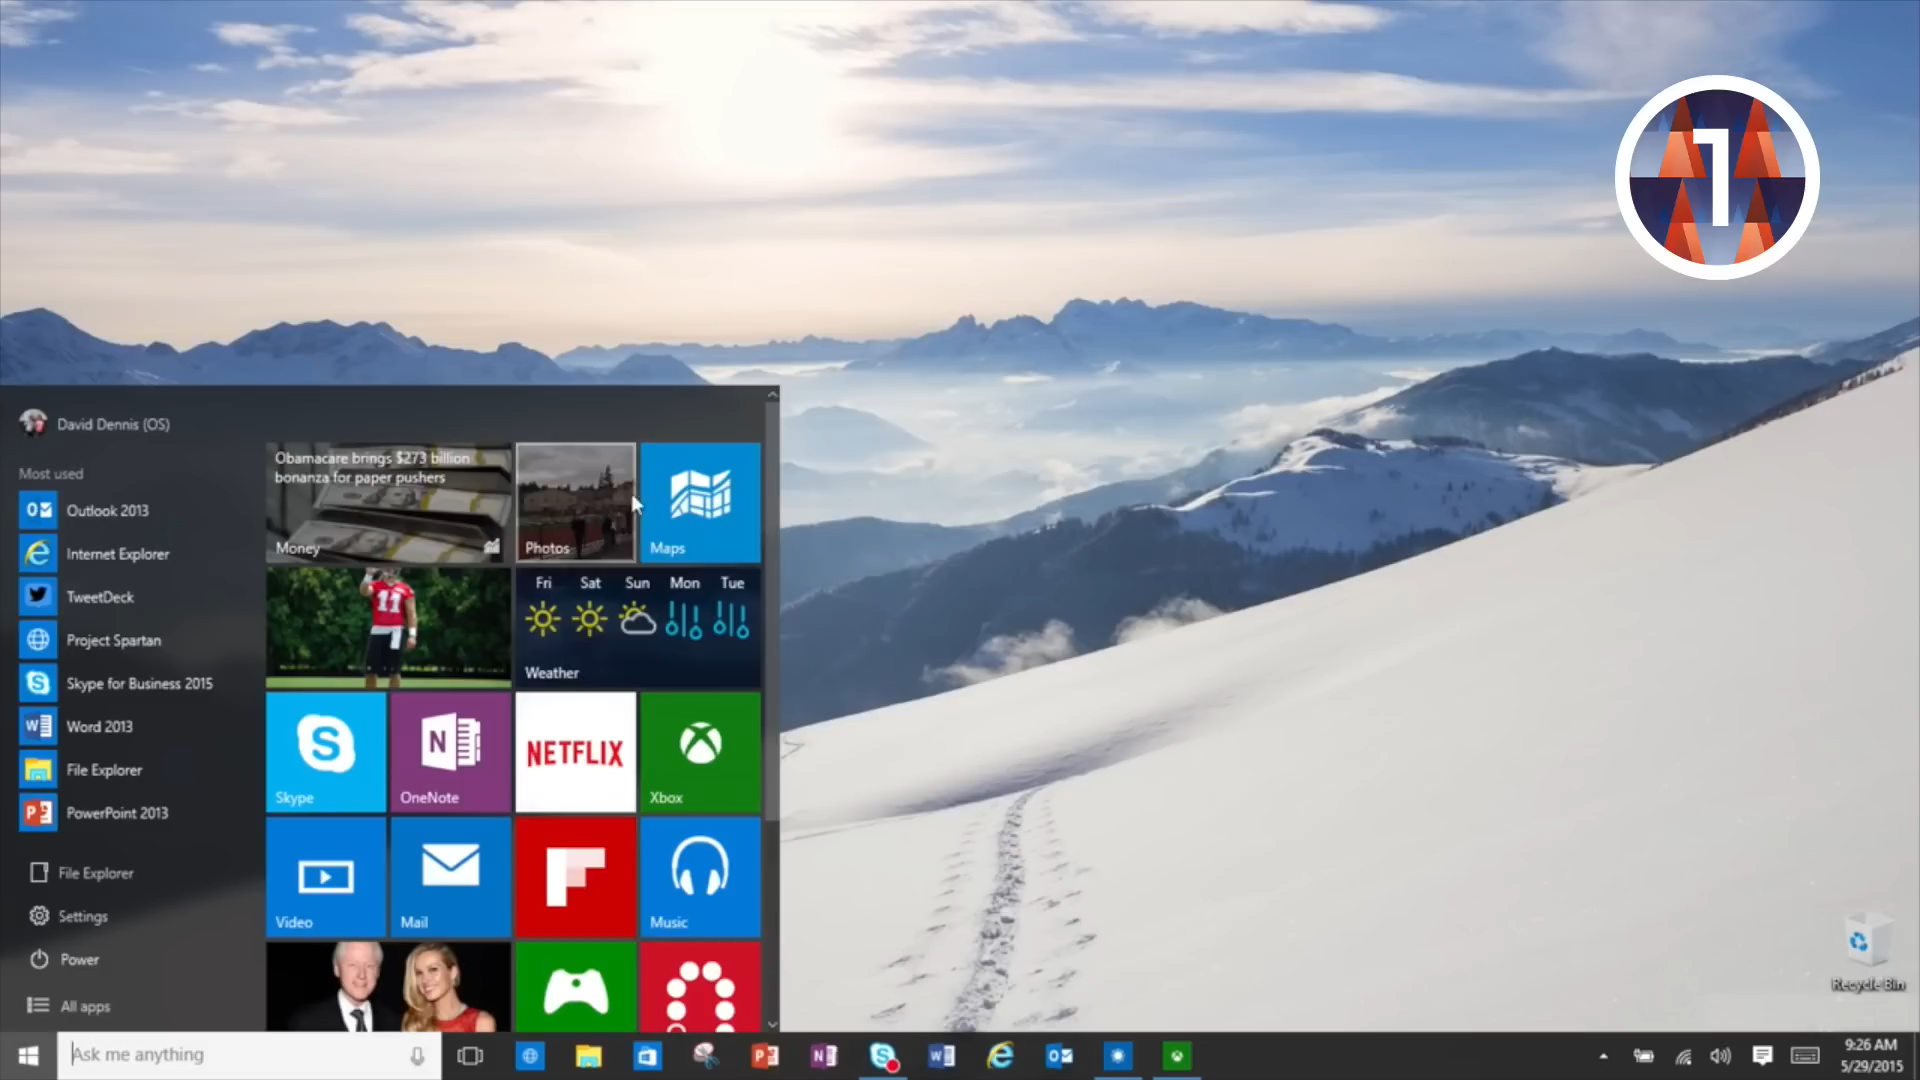 1
David Dennis (OS)
Most used
Outlook 2013
Internet Explorer
TweetDeck
Project Spartan
Skype for Business 2015
Word 2013
File Explorer
PowerPoint 2013
File Explorer
Settings
Power
All apps
Obamacare brings $273 billion
bonanza for paper pushers
Money
Photos
Maps
11
Fri Sat Sun Mon Tue
Weather
Skype
OneNote
NETFLIX
Xbox
Video
Mail
Music
Recycle Bin
Ask me anything
9:26 AM
5/29/2015